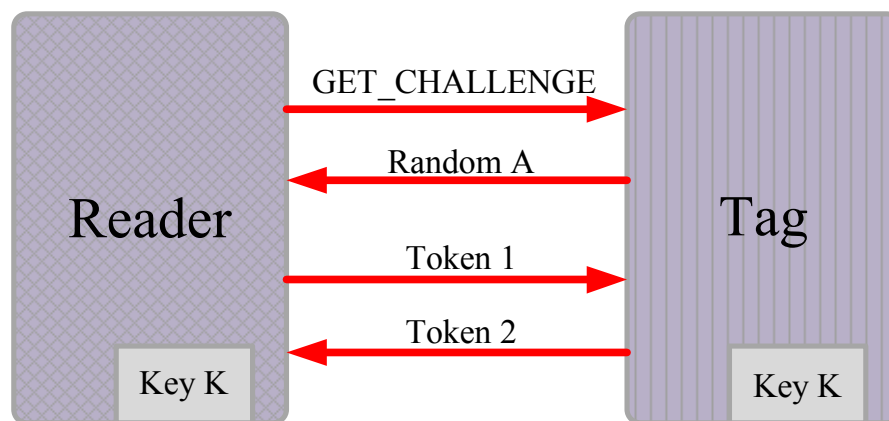 GET_CHALLENGE
Random A
Reader
Tag
Token 1
Token 2
Key K
Key K